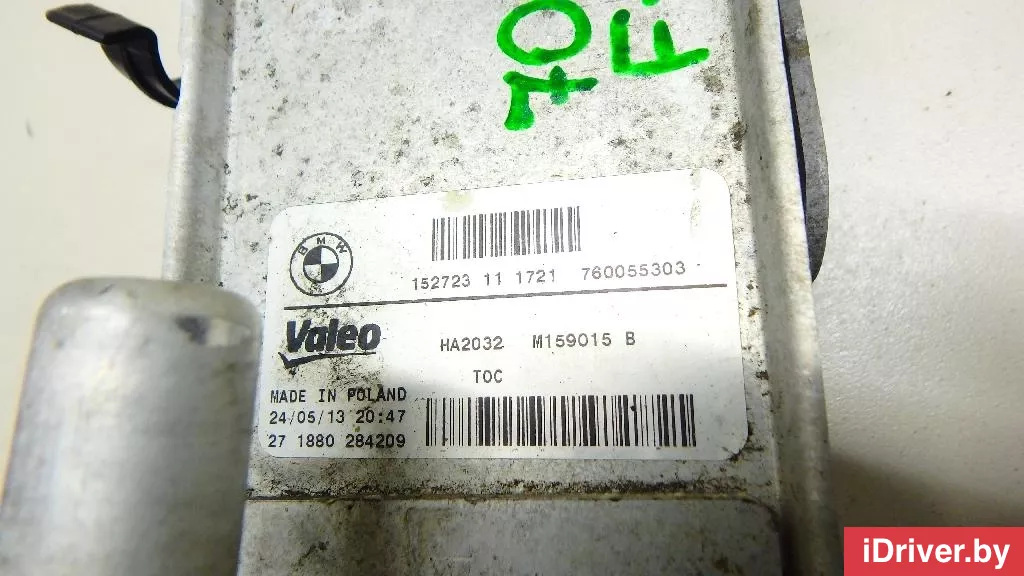 BMW
152723 11 1721 760055303
Valeo
HA2032 M159015 B
TOC
MADE IN POLAND
24/05/13 20:47
27 1880 284209
iDriver.by